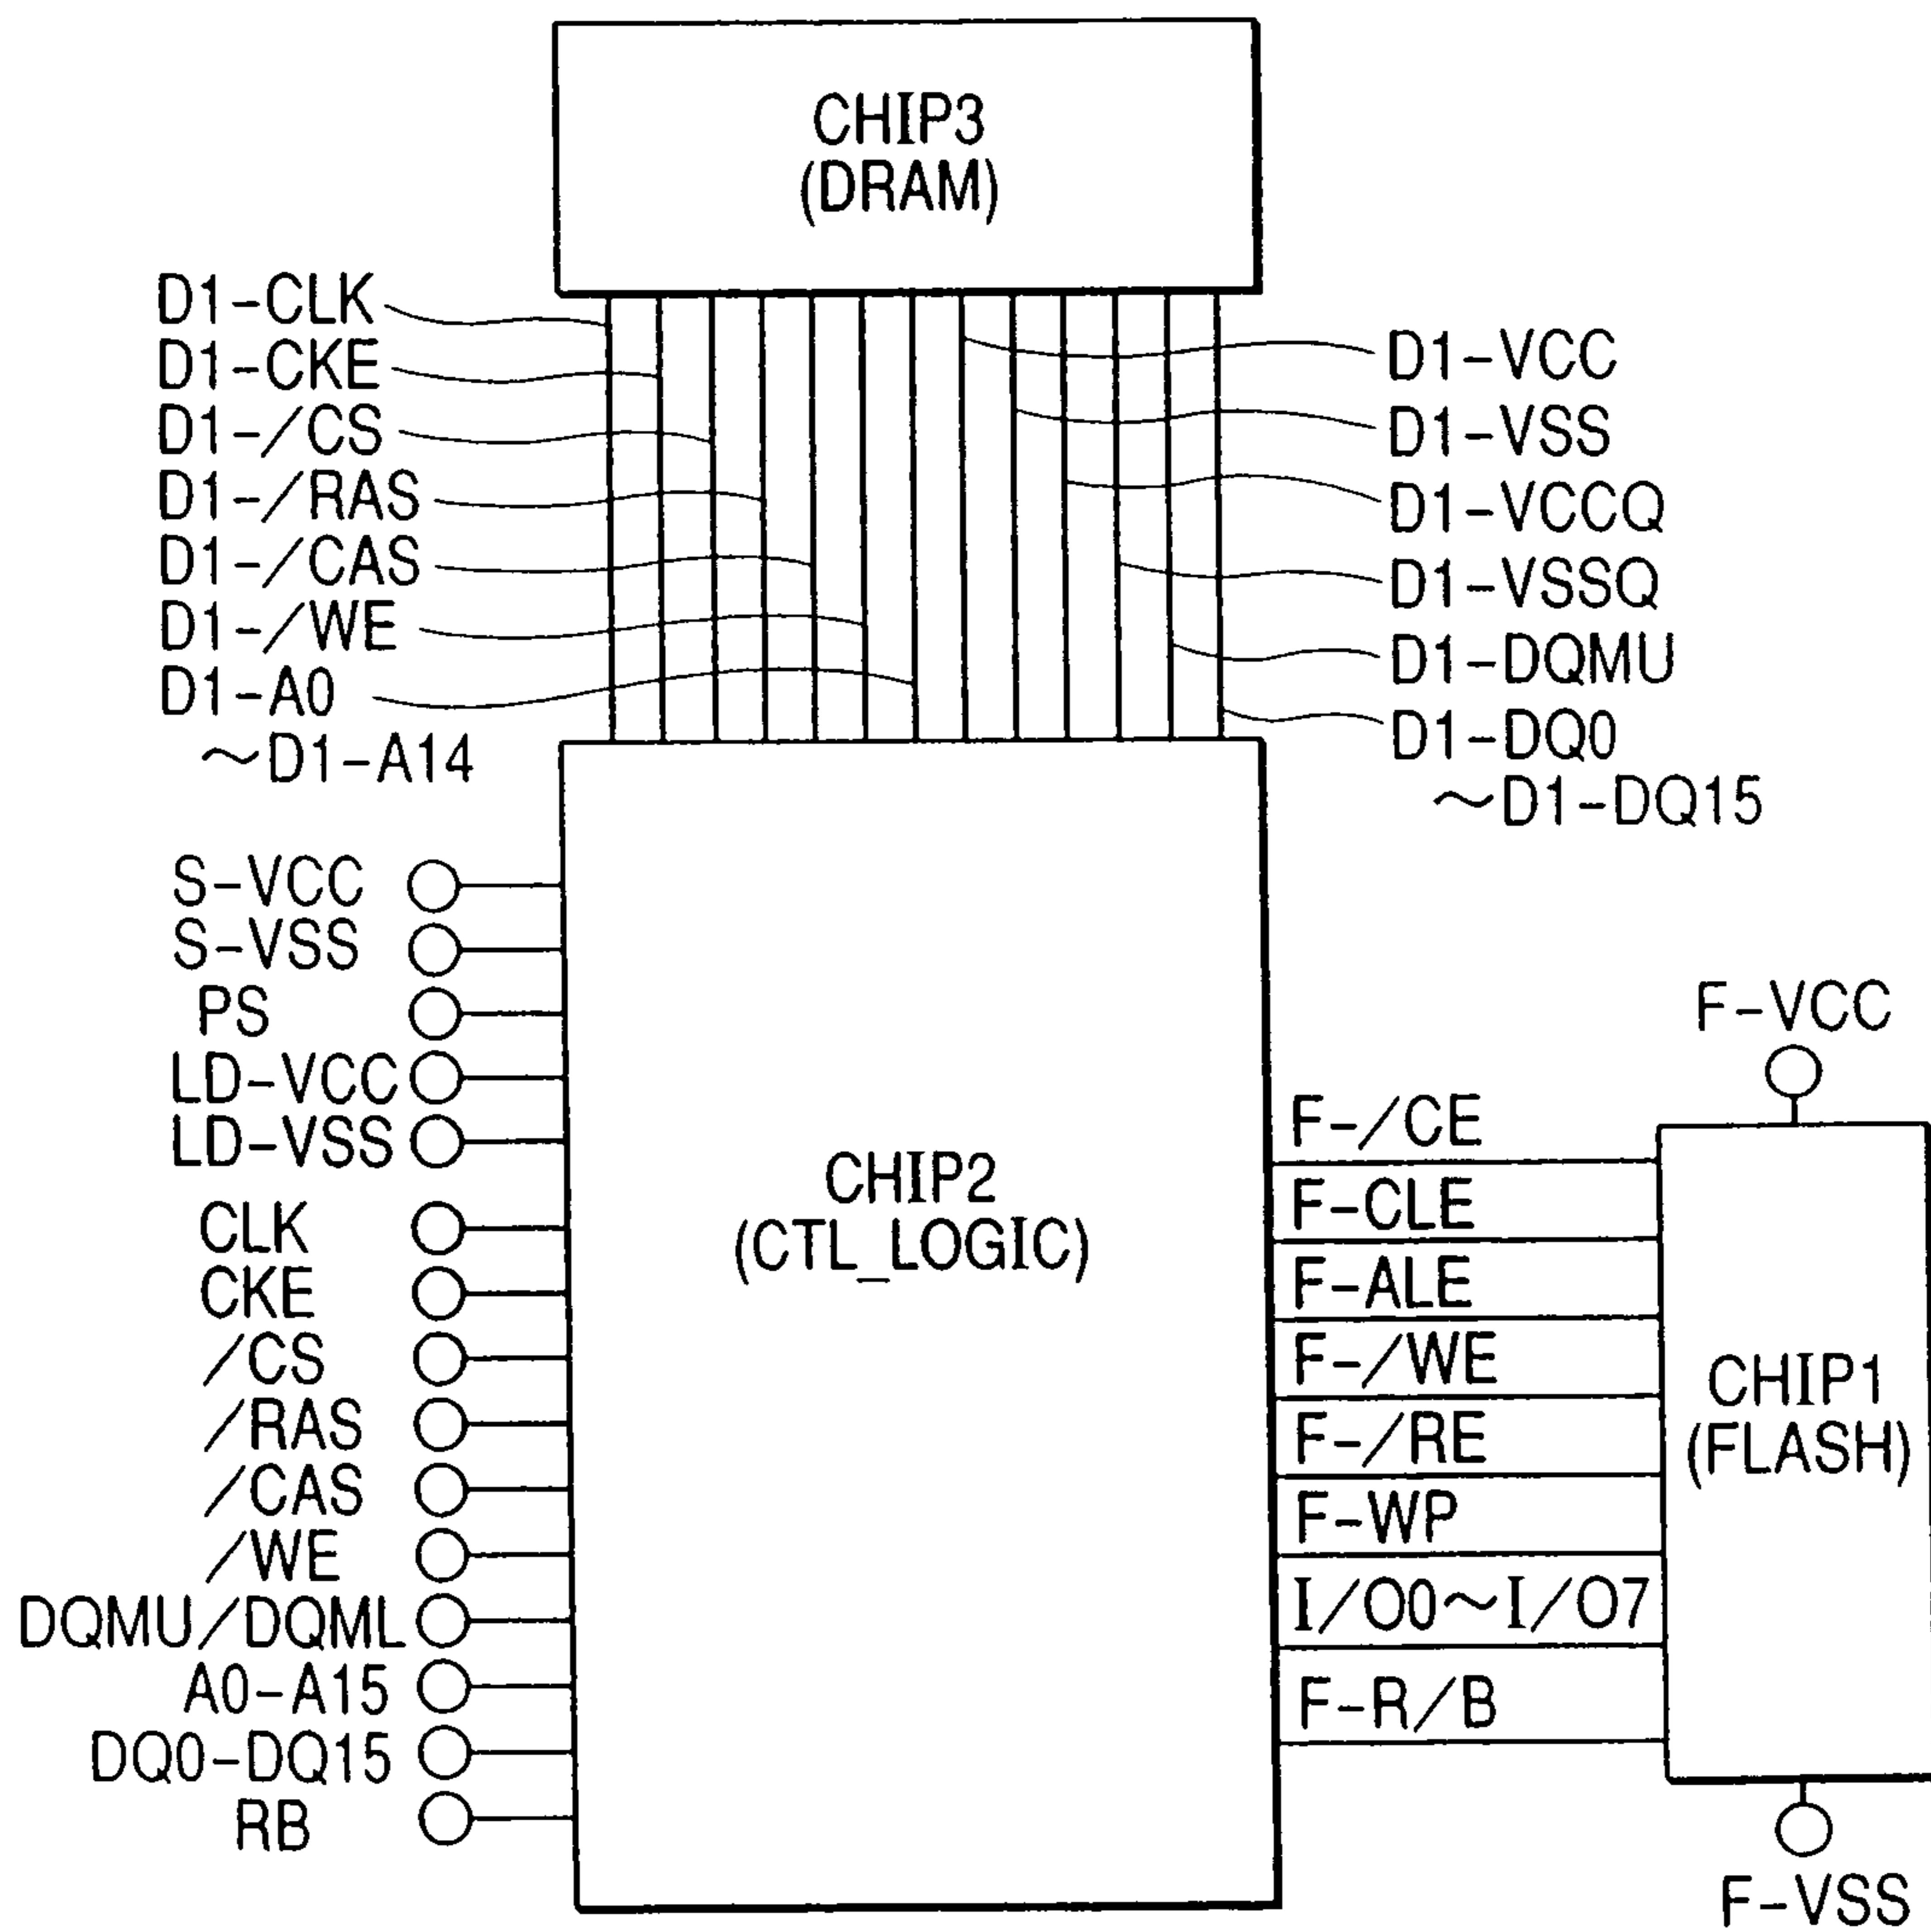 CHIP3
(DRAM)
D1-CLK
D1-CKE
D1-/CS
D1-/RAS
D1-/CAS
D1-/WE
D1-A0
~D1-A14
D1-VCC
D1-VSS
D1-VCCQ
D1-VSSQ
D1-DQMU
D1-DQ0
~D1-DQ15
S-VCC
S-VSS
PS
LD-VCC
LD-VSS
CLK
CKE
/CS
/RAS
/CAS
/WE
DQMU/DQML
A0-A15
DQ0-DQ15
RB
CHIP2
(CTL_LOGIC)
F-/CE
F-CLE
F-ALE
F-/WE
F-/RE
F-WP
I/O0~I/O7
F-R/B
F-VCC
CHIP1
(FLASH)
F-VSS